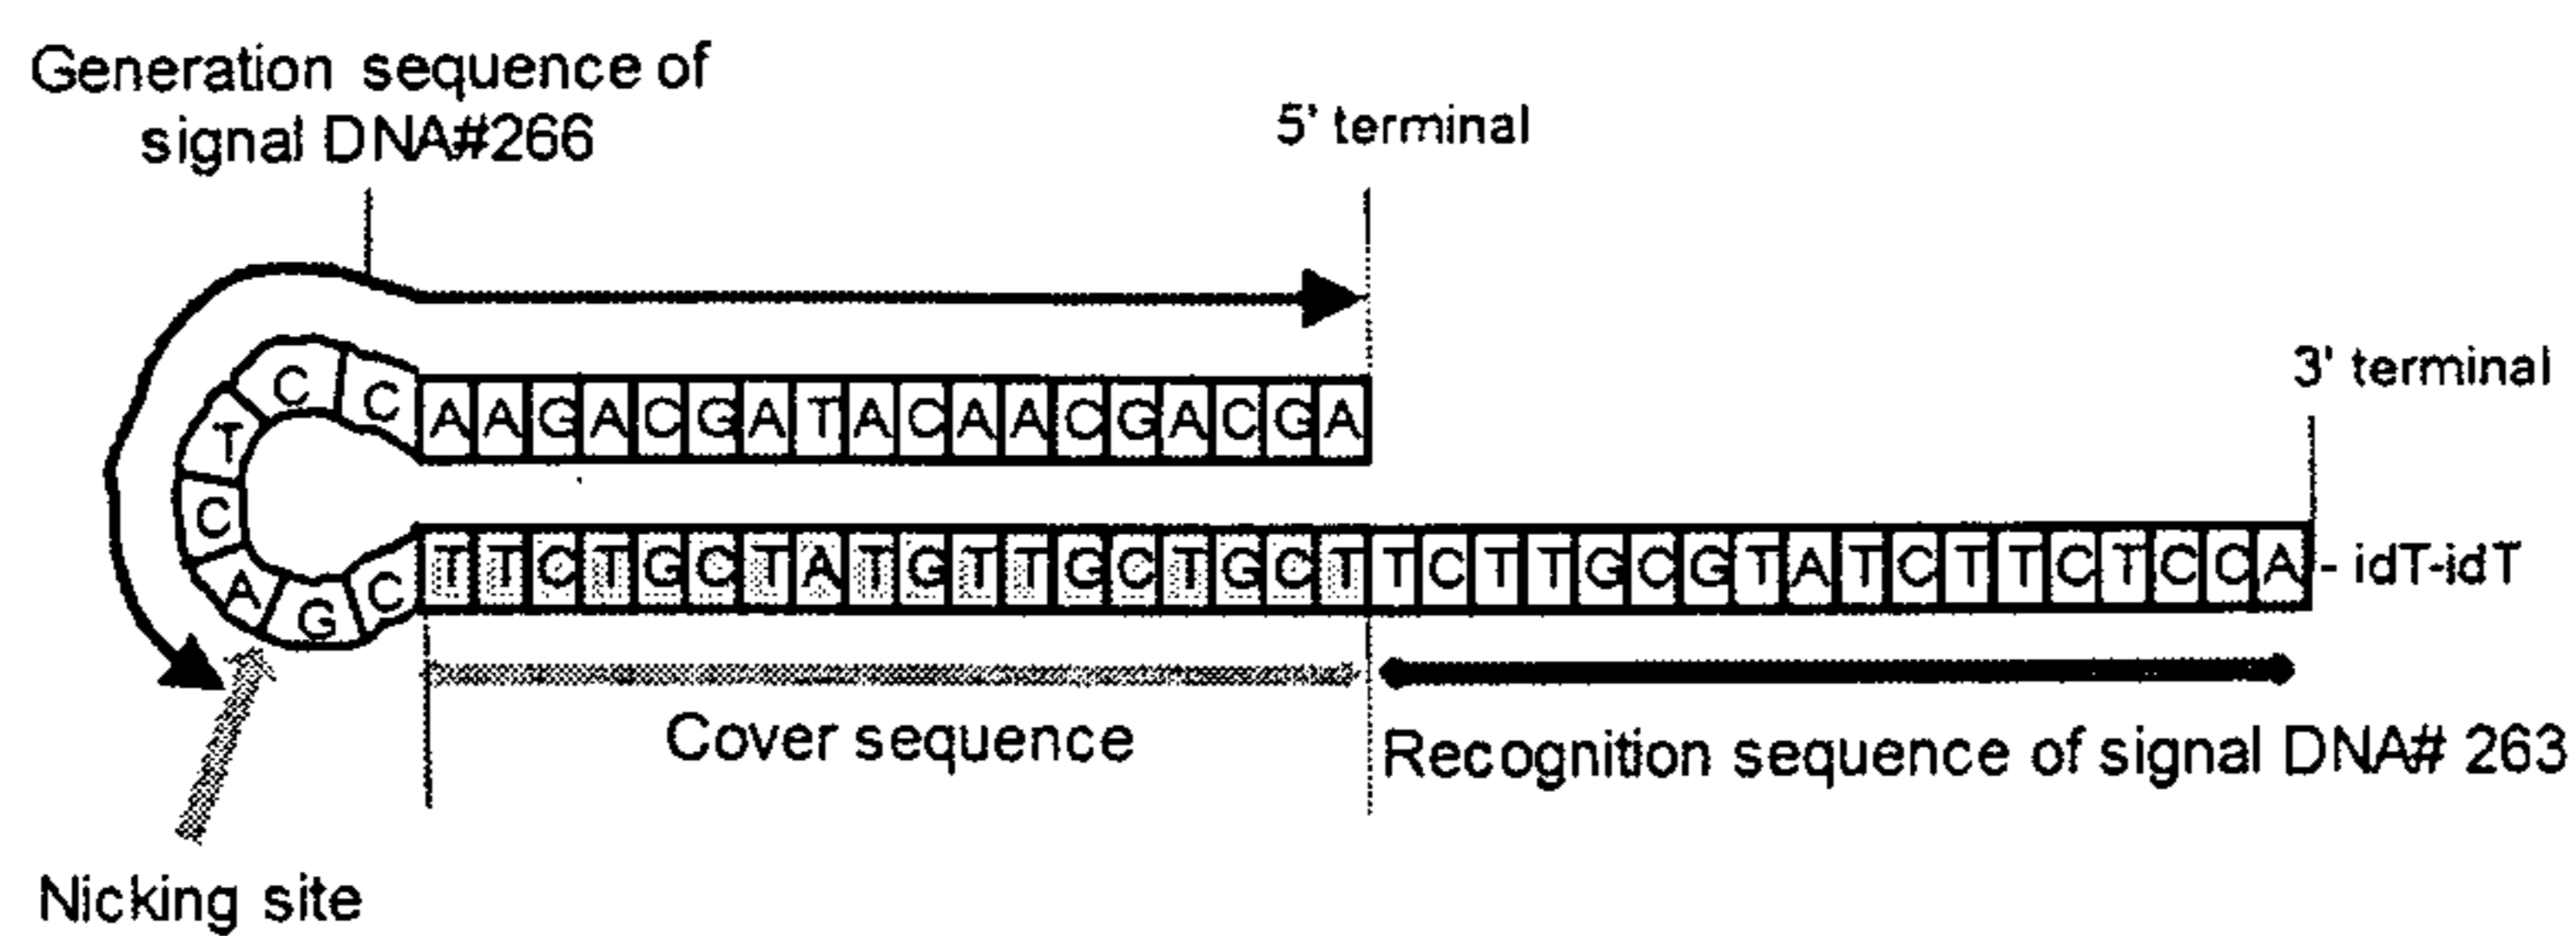 Generation sequence of
signal DNA#266
5' terminal
3' terminal
C C A A G A C G A T A C A A C G A C G A
T
C
A
G
C T T C T G C T A T G T T G C T G C T T C T T G C G T A T C T T C T C C A - idT-idT
Cover sequence
Recognition sequence of signal DNA# 263
Nicking site